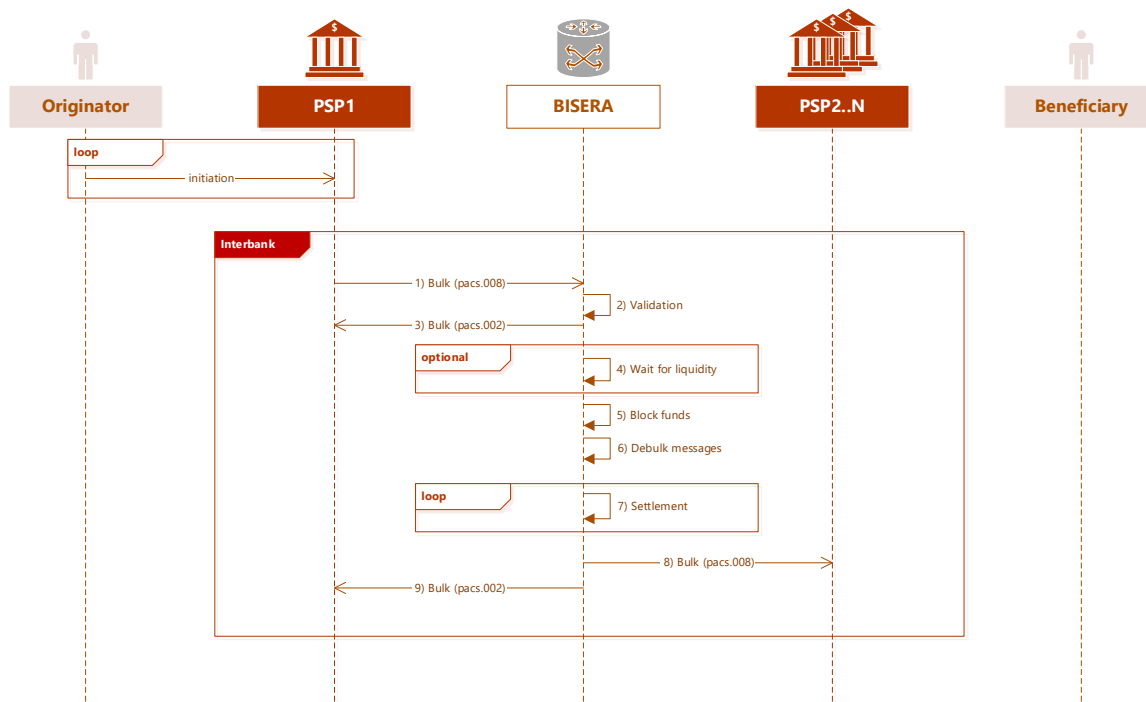 $
$ $ $
Originator
PSP1
BISERA
PSP2..N
Beneficiary
loop
initiation
Interbank
1) Bulk (pacs.008)
2) Validation
3) Bulk (pacs.002)
optional
4) Wait for liquidity
5) Block funds
6) Debulk messages
loop
7) Settlement
8) Bulk (pacs.008)
9) Bulk (pacs.002)